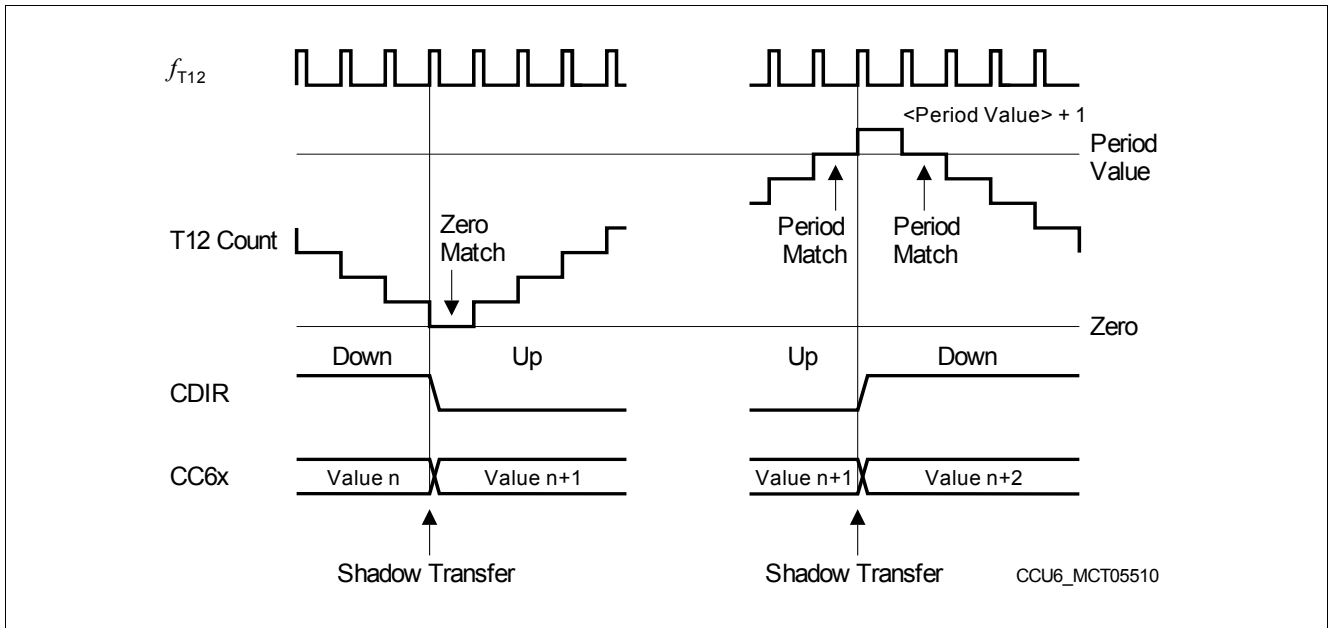 fT12
<Period Value> + 1
Period
Value
T12 Count
Zero
Match
Period
Match
Period
Match
Zero
Down
Up
Up
Down
CDIR
CC6x
Value n
Value n+1
Value n+1
Value n+2
Shadow Transfer
Shadow Transfer
CCU6_MCT05510